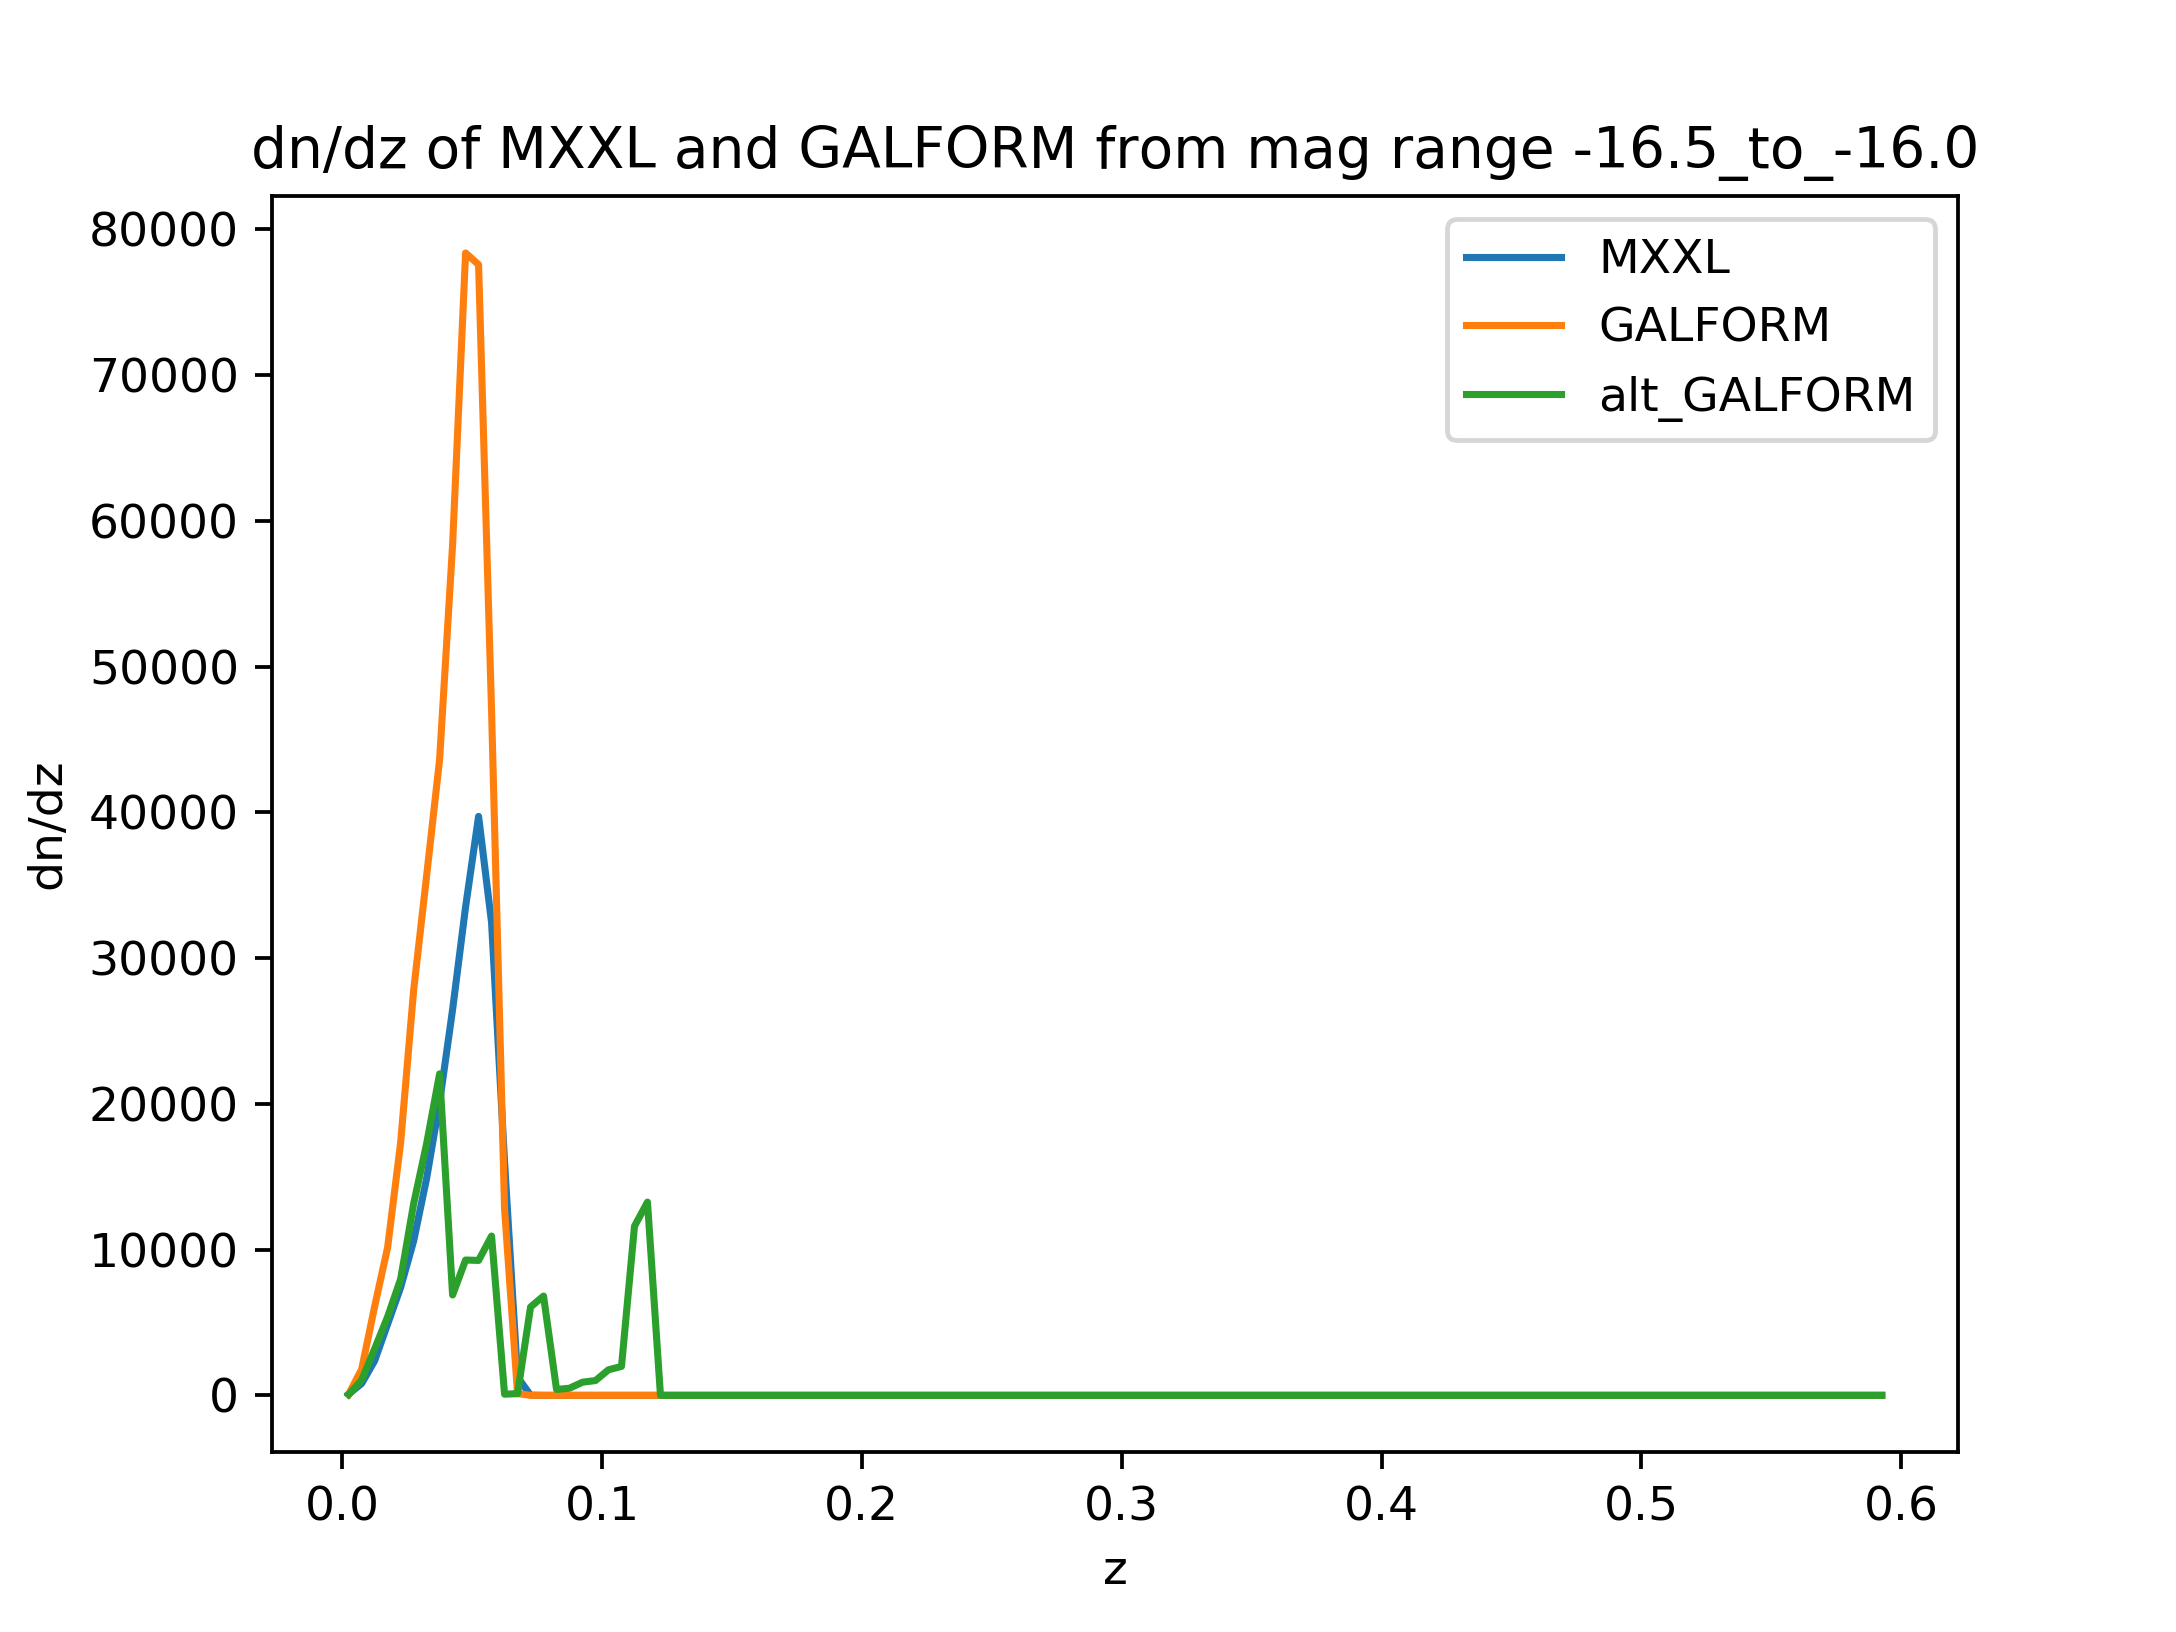 dn/dz of MXXL and GALFORM from mag range -16.5_to_-16.0
80000
70000
60000
50000
40000
30000
20000
10000
0
dn/dz
MXXL
GALFORM
alt_GALFORM
0.0 0.1 0.2 0.3 0.4 0.5 0.6
z